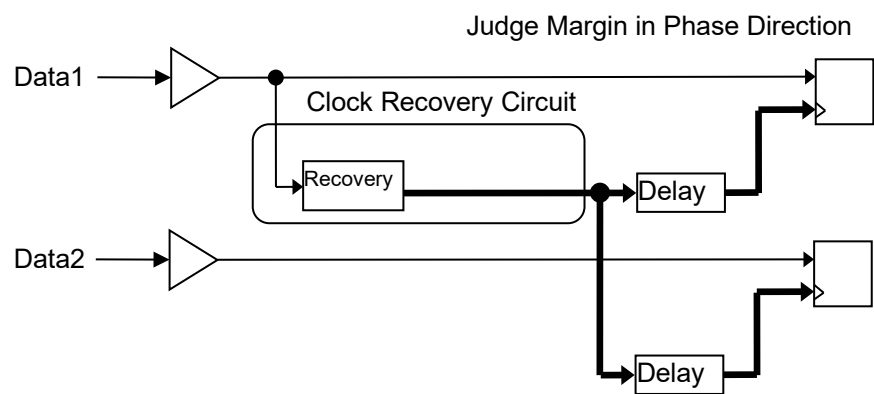 Judge Margin in Phase Direction
Data1
Clock Recovery Circuit
Recovery
Delay
Data2
Delay